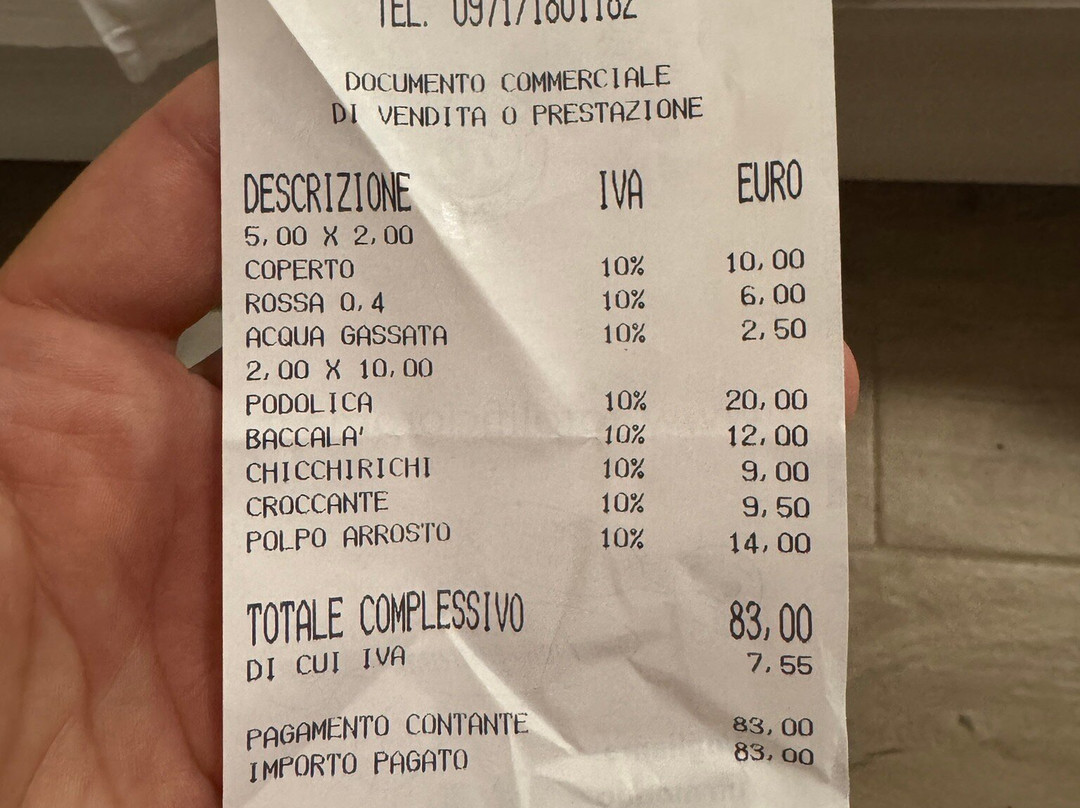 TEL. 0971/1801182
DOCUMENTO COMMERCIALE
DI VENDITA O PRESTAZIONE
DESCRIZIONE IVA EURO
5,00 X 2,00
COPERTO 10% 10,00
ROSSA 0,4 10% 6,00
ACQUA GASSATA 10% 2,50
2,00 X 10,00
PODOLICA 10% 20,00
BACCALA' 10% 12,00
CHICCHIRICHI 10% 9,00
CROCCANTE 10% 9,50
POLPO ARROSTO 10% 14,00
TOTALE COMPLESSIVO 83,00
DI CUI IVA 7,55
PAGAMENTO CONTANTE 83,00
IMPORTO PAGATO 83,00